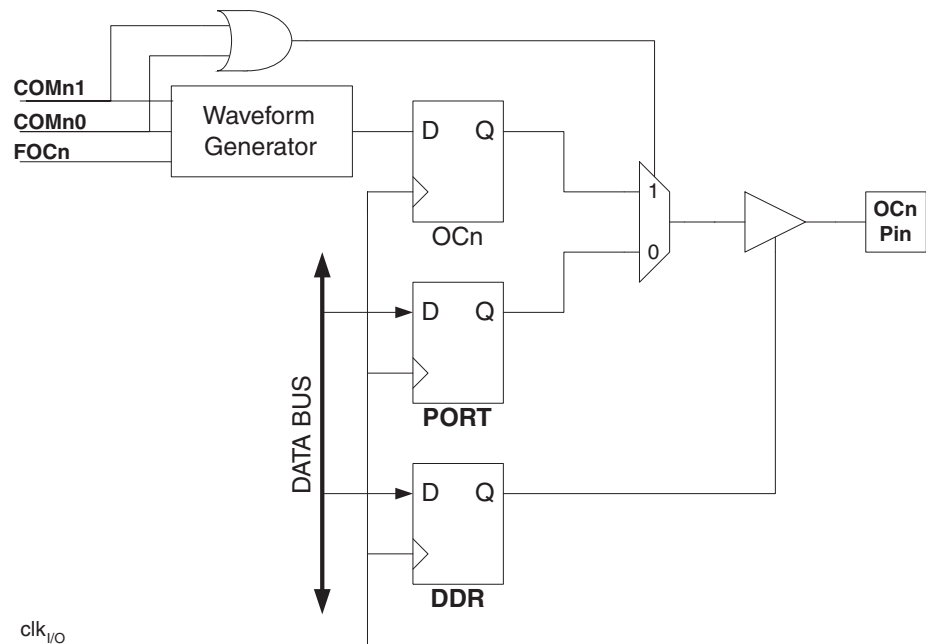 COMn1
COMn0
FOCn
Waveform
Generator
D Q
OCn
1
0
OCn
Pin
D Q
PORT
DATA BUS
D Q
DDR
clkI/O